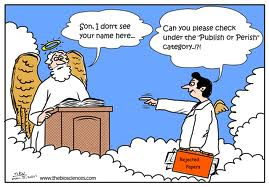 Son, I don't see
your name here...
Can you please check
under the "Publish or Perish"
category..!?!
Rejected
Papers
www.thebiosciences.com